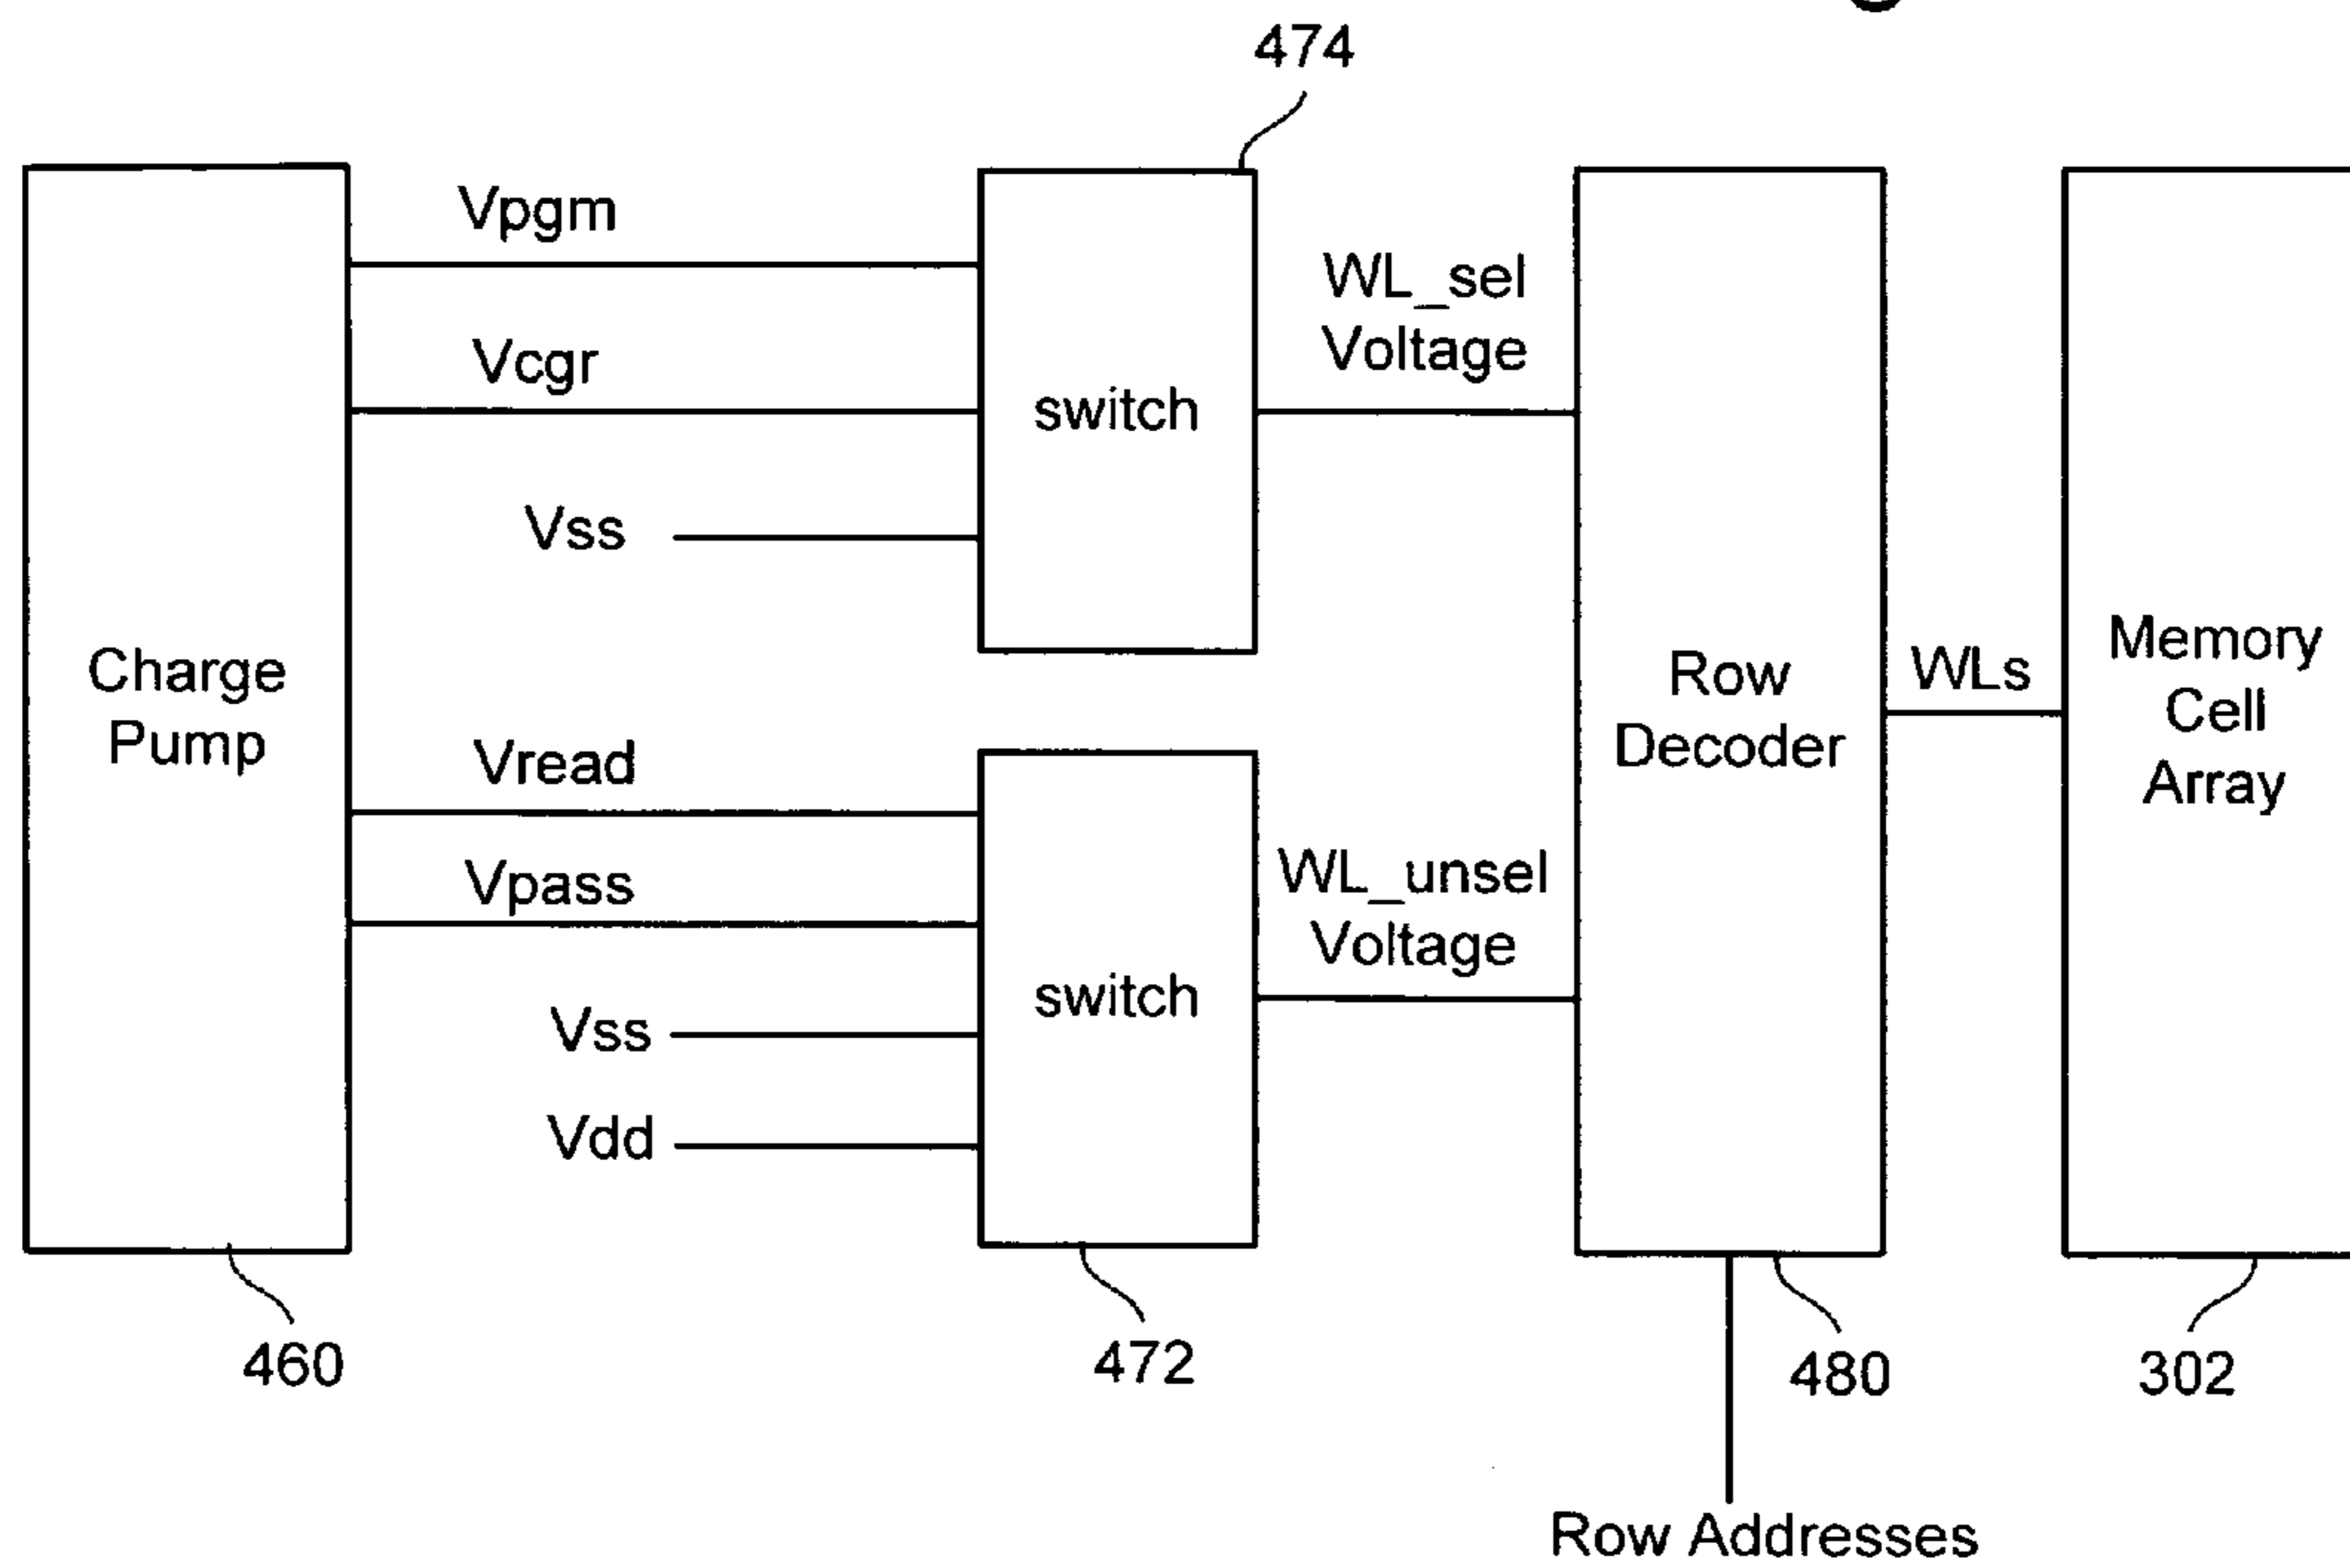 474
Vpgm
Vcgr
Vss
switch
WL_sel
Voltage
Charge
Pump
Vread
Vpass
Vss
Vdd
switch
WL_unsel
Voltage
Row
Decoder
WLs
Memory
Cell
Array
460
472
480
302
Row Addresses